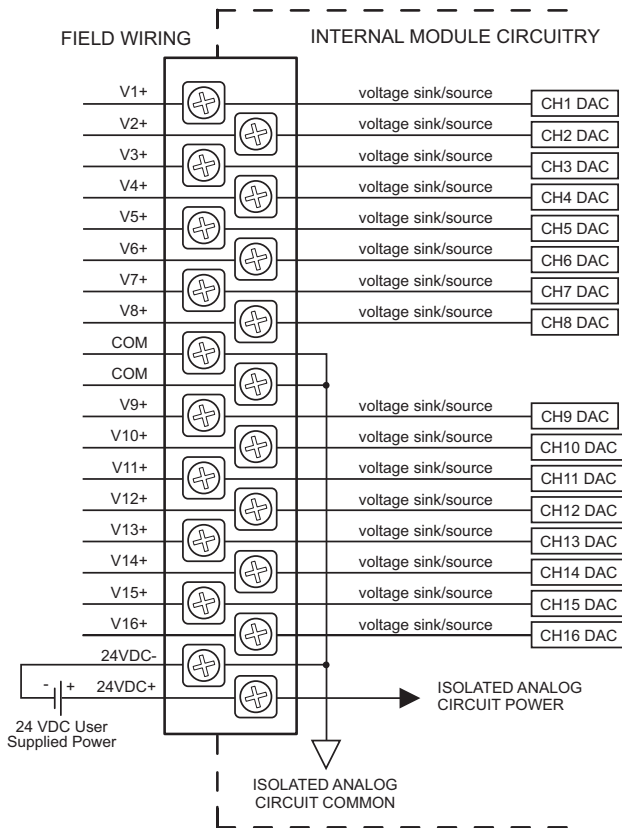 FIELD WIRING INTERNAL MODULE CIRCUITRY
V1+ voltage sink/source CH1 DAC
V2+ voltage sink/source CH2 DAC
V3+ voltage sink/source CH3 DAC
V4+ voltage sink/source CH4 DAC
V5+ voltage sink/source CH5 DAC
V6+ voltage sink/source CH6 DAC
V7+ voltage sink/source CH7 DAC
V8+ voltage sink/source CH8 DAC
COM
COM
V9+ voltage sink/source CH9 DAC
V10+ voltage sink/source CH10 DAC
V11+ voltage sink/source CH11 DAC
V12+ voltage sink/source CH12 DAC
V13+ voltage sink/source CH13 DAC
V14+ voltage sink/source CH14 DAC
V15+ voltage sink/source CH15 DAC
V16+ voltage sink/source CH16 DAC
24VDC-
- + 24VDC+
ISOLATED ANALOG
CIRCUIT POWER
24 VDC User
Supplied Power
ISOLATED ANALOG
CIRCUIT COMMON